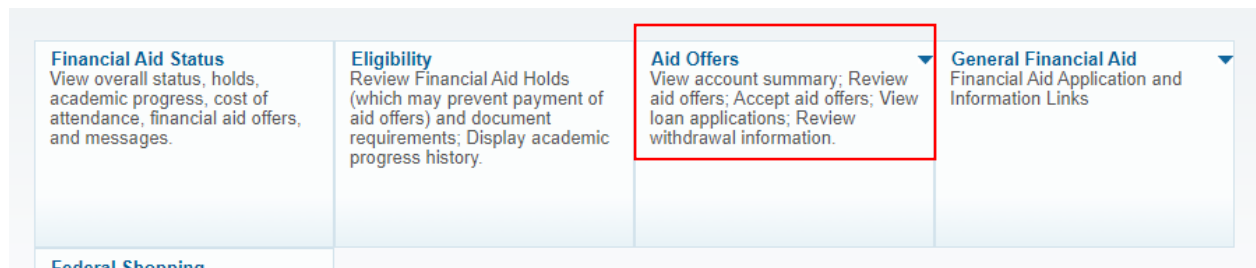 Financial Aid Status
View overall status, holds,
academic progress, cost of
attendance, financial aid offers,
and messages.
Eligibility
Review Financial Aid Holds
(which may prevent payment of
aid offers) and document
requirements; Display academic
progress history.
Aid Offers
View account summary; Review
aid offers; Accept aid offers; View
loan applications; Review
withdrawal information.
General Financial Aid
Financial Aid Application and
Information Links
Federal Shopping